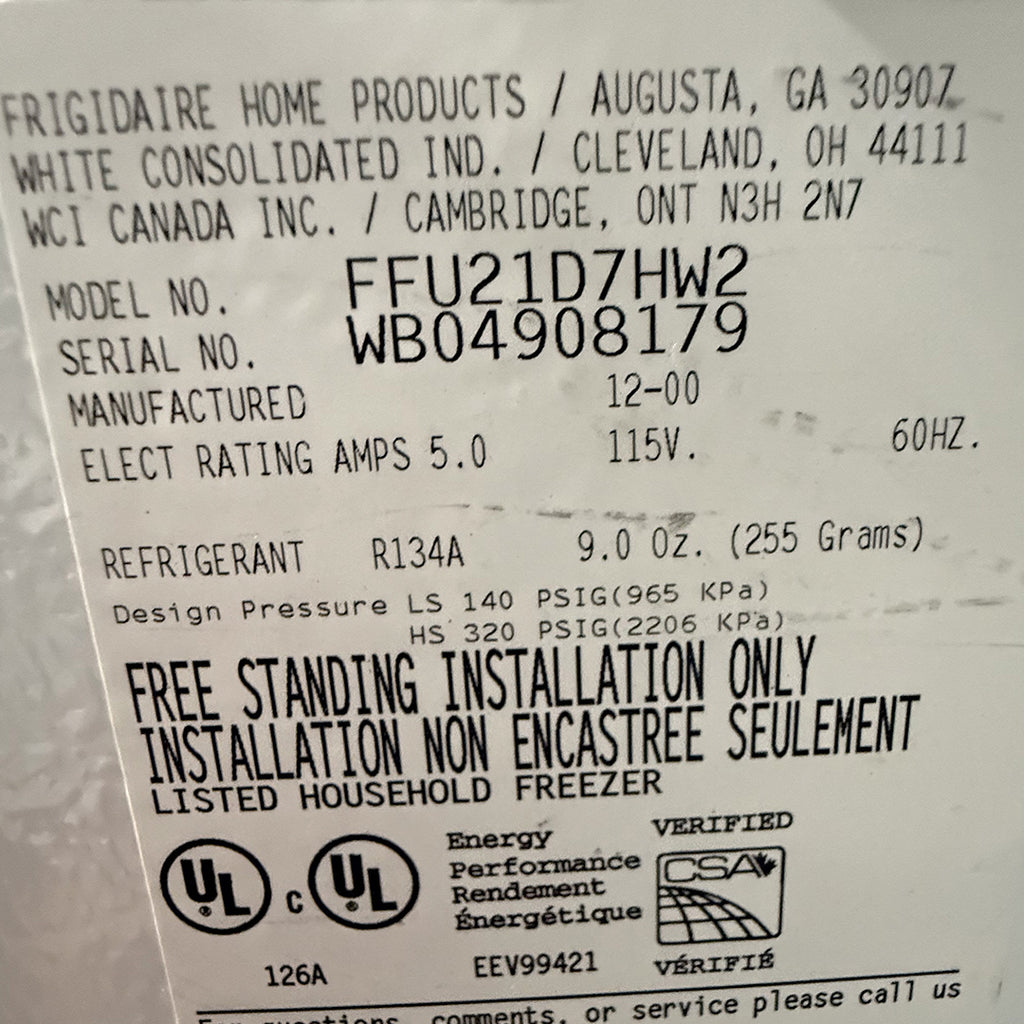 FRIGIDAIRE HOME PRODUCTS / AUGUSTA, GA 30907
WHITE CONSOLIDATED IND. / CLEVELAND, OH 44111
WCI CANADA INC. / CAMBRIDGE, ONT N3H 2N7
MODEL NO. FFU21D7HW2
SERIAL NO. WB04908179
MANUFACTURED 12-00
ELECT RATING AMPS 5.0 115V. 60HZ.
REFRIGERANT R134A 9.0 Oz. (255 Grams)
Design Pressure LS 140 PSIG(965 KPa)
HS 320 PSIG(2206 KPa)
FREE STANDING INSTALLATION ONLY
INSTALLATION NON ENCASTREE SEULEMENT
LISTED HOUSEHOLD FREEZER
UL ® C UL ®
126A
Energy
Performance
Rendement
Énergétique
EEV99421
VERIFIED
CSA
VÉRIFIÉ
For questions, comments, or service please call us